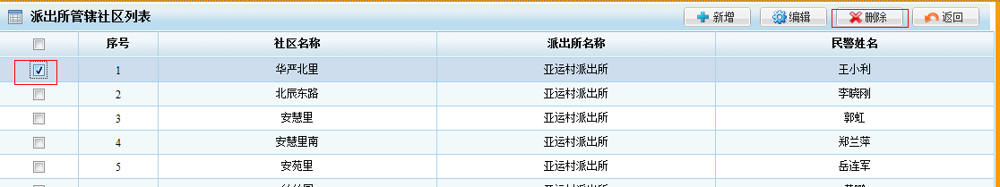 派出所管辖社区列表 新增 编辑 删除 返回
序号 社区名称 派出所名称 民警姓名
1 华严北里 亚运村派出所 王小利
2 北辰东路 亚运村派出所 李晓刚
3 安慧里 亚运村派出所 郭虹
4 安慧里南 亚运村派出所 郑兰萍
5 安苑里 亚运村派出所 岳连军